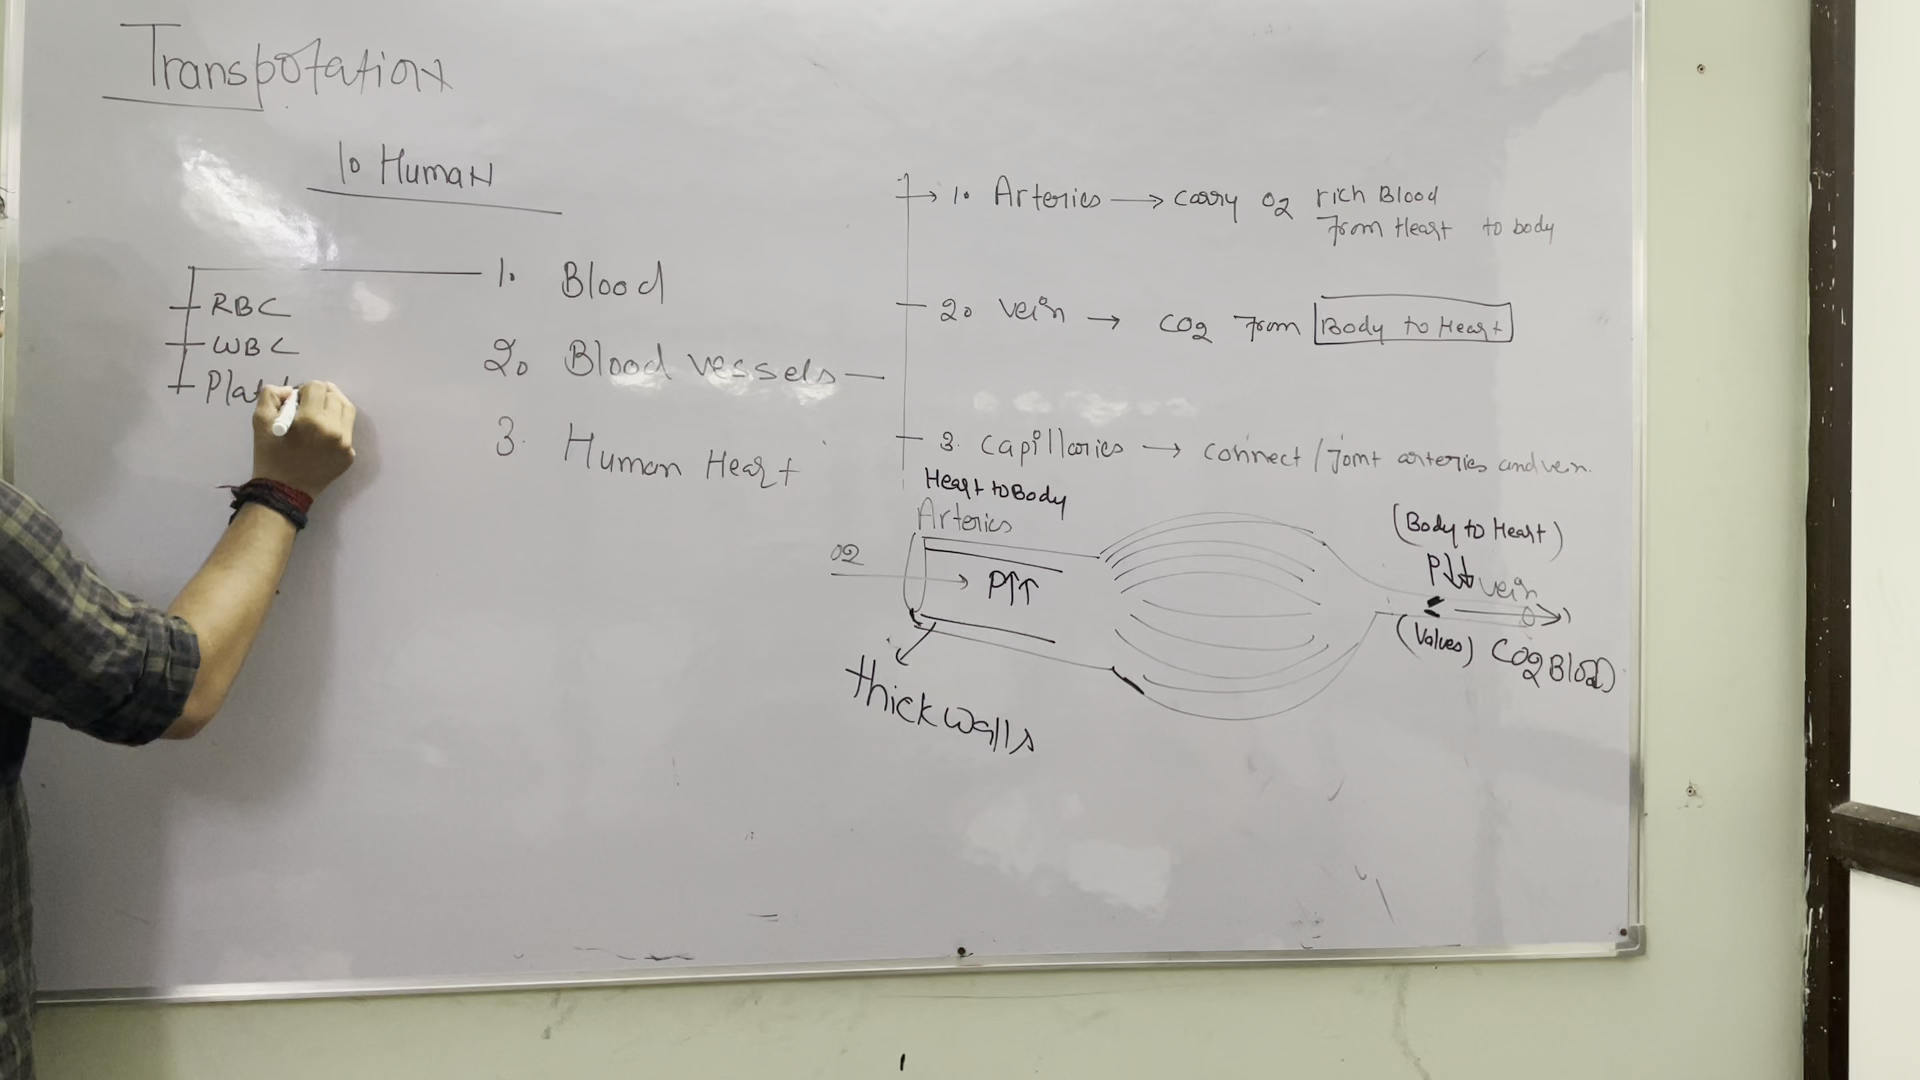 Transpotation
1. Human
1. Blood
RBC
WBC
2. Blood vessels
3. Human Heart
1. Arteries → carry O2 rich Blood
from Heart to body
2. vein → CO2 from Body to Heart
3. Capillaries → connect / joint arteries and vein.
Heart to Body
Arteries
O2
P↑↑
thick walls
(Body to Heart)
P↓↓ vein
(Valves)
CO2 Blood